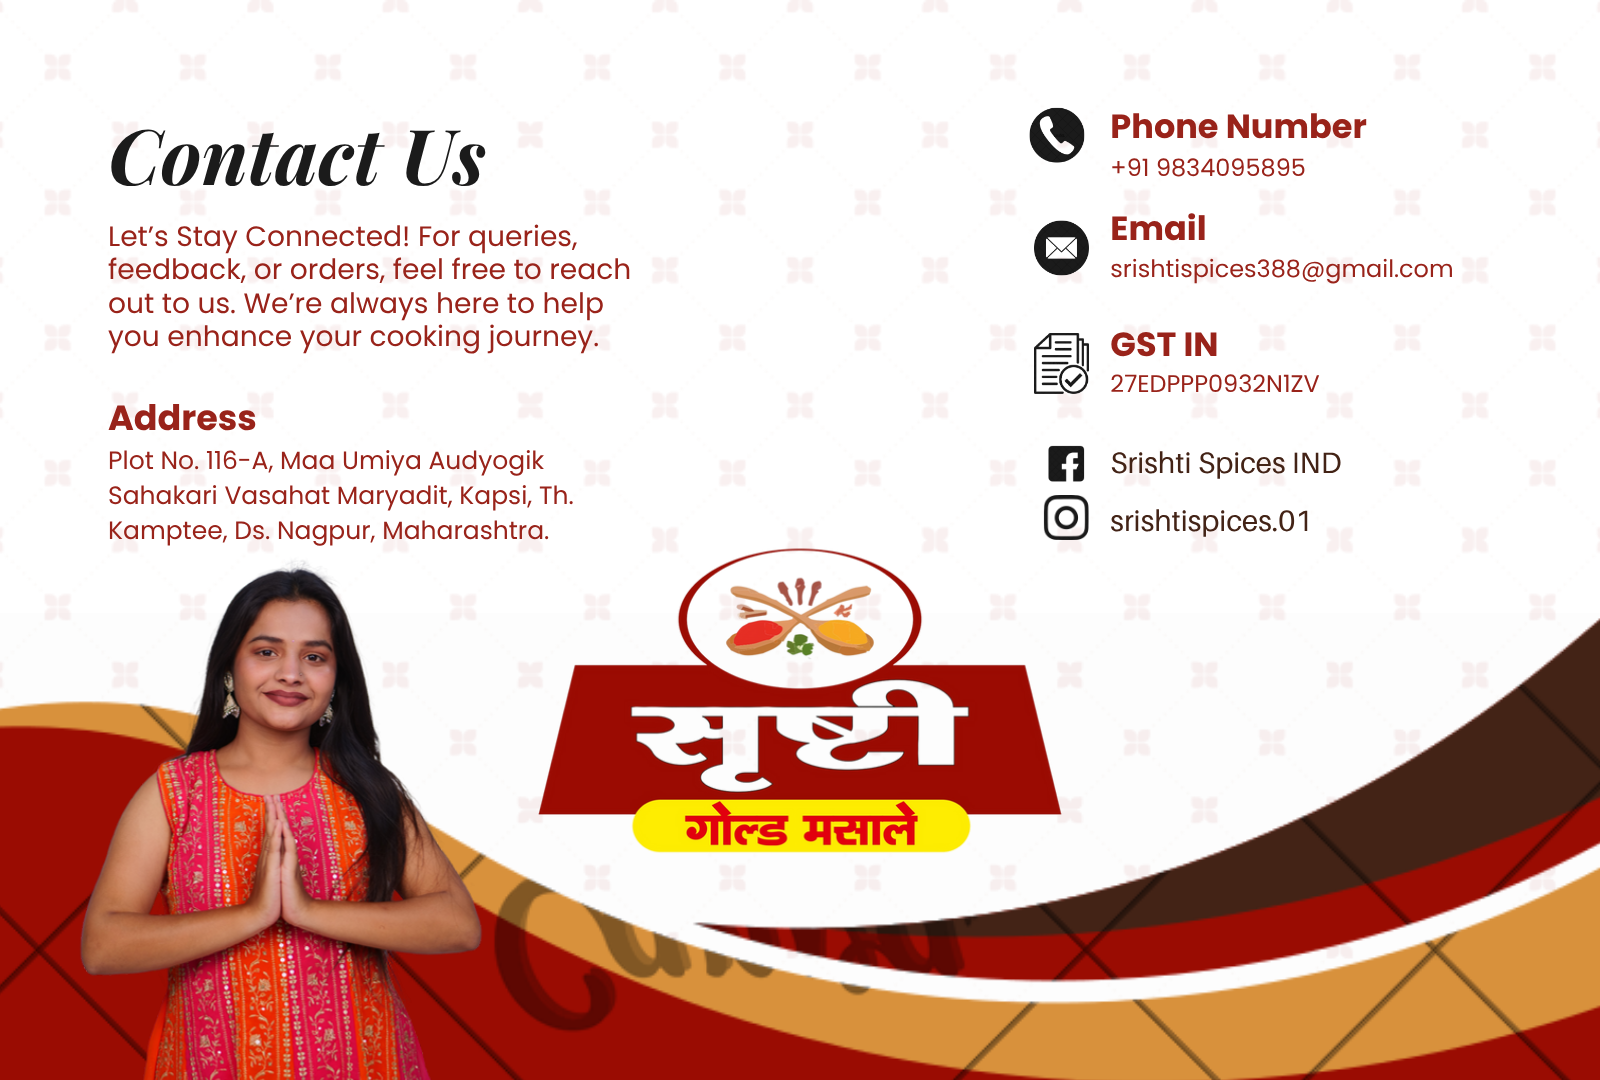 Contact Us
Let’s Stay Connected! For queries,
feedback, or orders, feel free to reach
out to us. We’re always here to help
you enhance your cooking journey.
Address
Plot No. 116-A, Maa Umiya Audyogik
Sahakari Vasahat Maryadit, Kapsi, Th.
Kamptee, Ds. Nagpur, Maharashtra.
Phone Number
+91 9834095895
Email
srishtispices388@gmail.com
GST IN
27EDPPP0932N1ZV
Srishti Spices IND
srishtispices.01
सृष्टी
गोल्ड मसाले